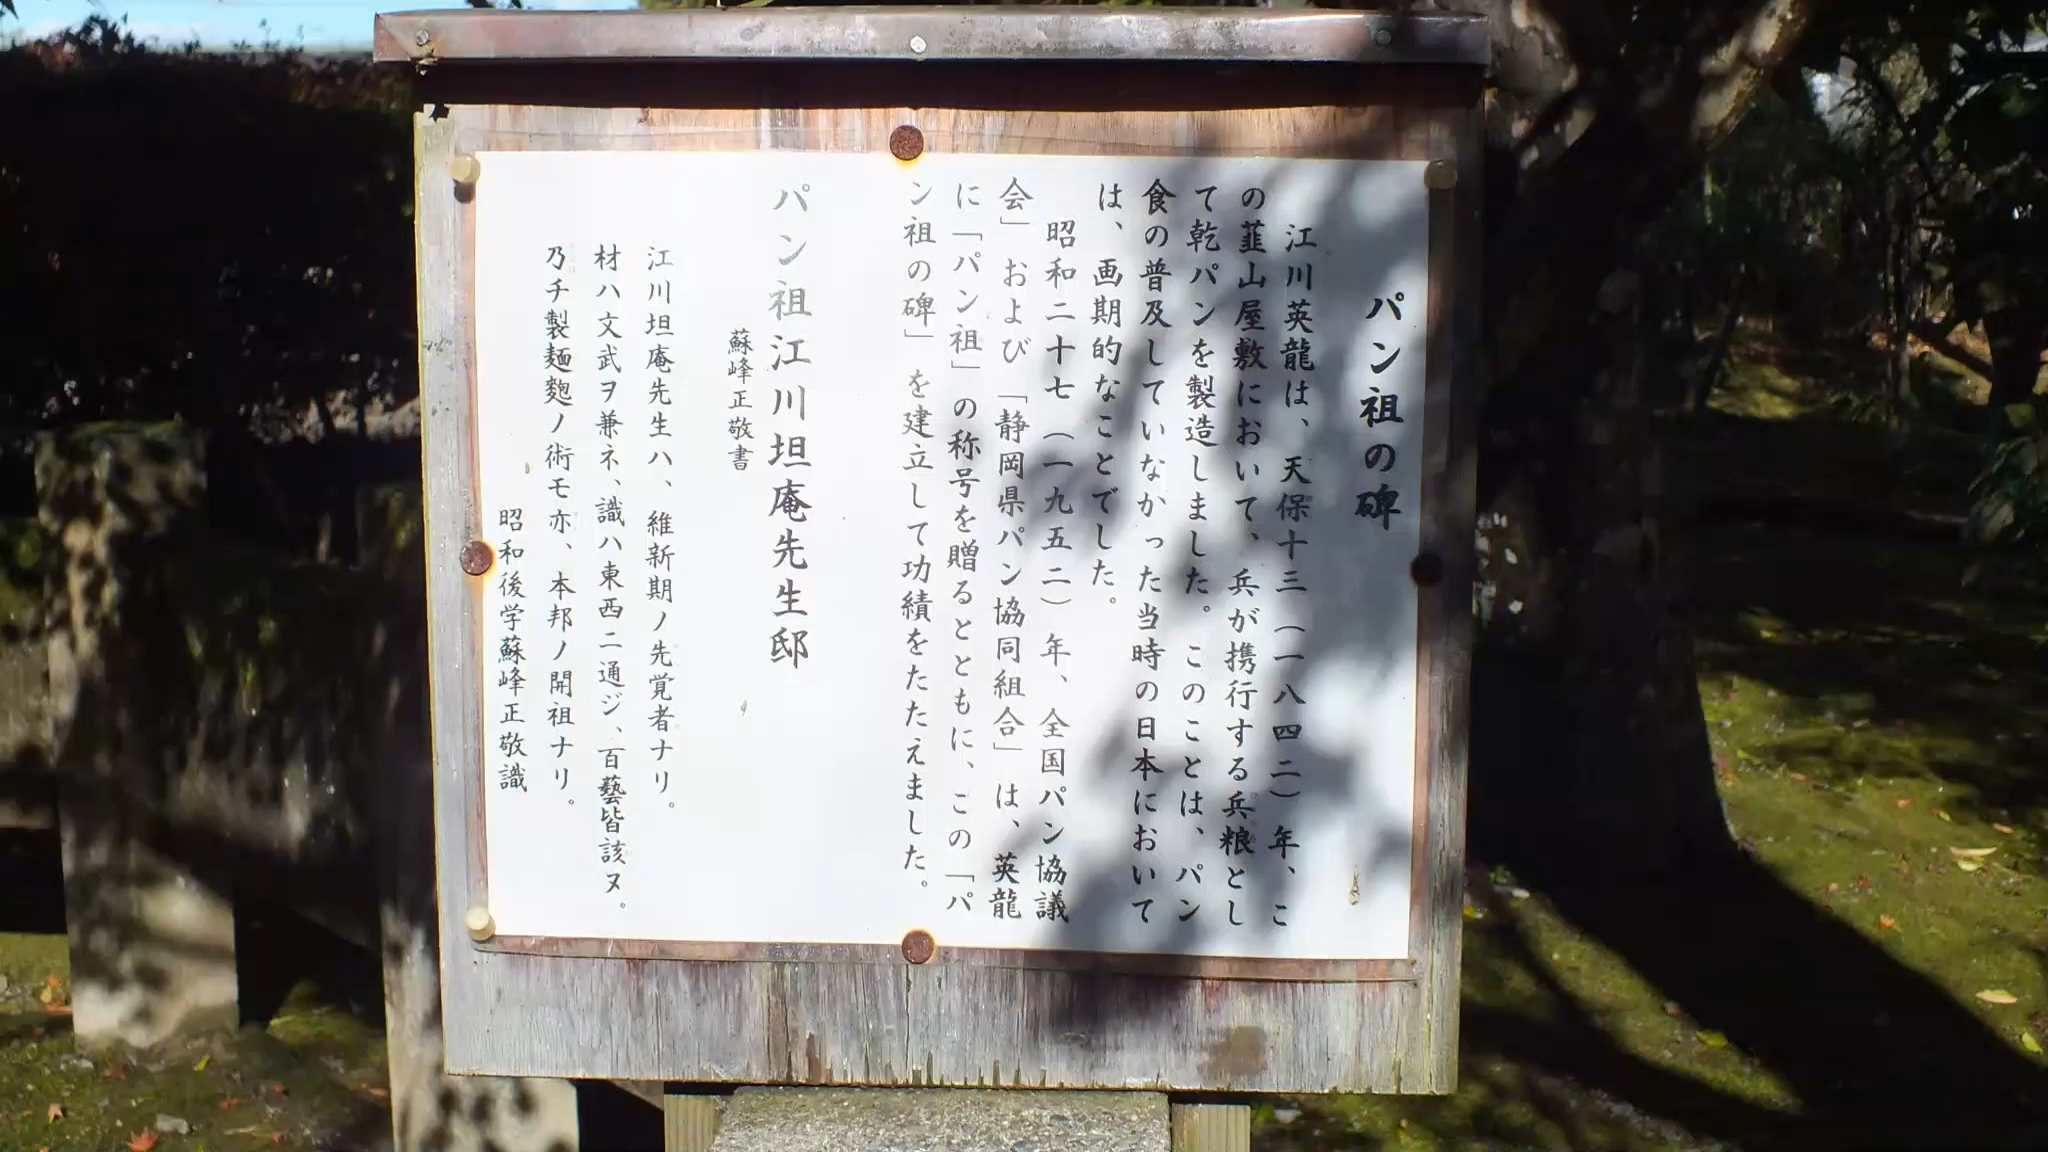 パン祖の碑
江川英龍は、天保十三（一八四二）年、こ
の韮山屋敷において、兵が携行する兵粮とし
て乾パンを製造しました。このことは、パン
食の普及していなかった当時の日本において
は、画期的なことでした。
昭和二十七（一九五二）年、全国パン協議
会」および「静岡県パン協同組合」は、英龍
に「パン祖」の称号を贈るとともに、この「パ
ン祖の碑」を建立して功績をたたえました。
パン祖江川坦庵先生邸
蘇峰正敬書
江川坦庵先生ハ、維新期ノ先覚者ナリ。
材ハ文武ヲ兼ネ、識ハ東西ニ通ジ、百藝皆該ヌ。
乃チ製麺麭ノ術モ亦、本邦ノ開祖ナリ。
昭和後学蘇峰正敬識